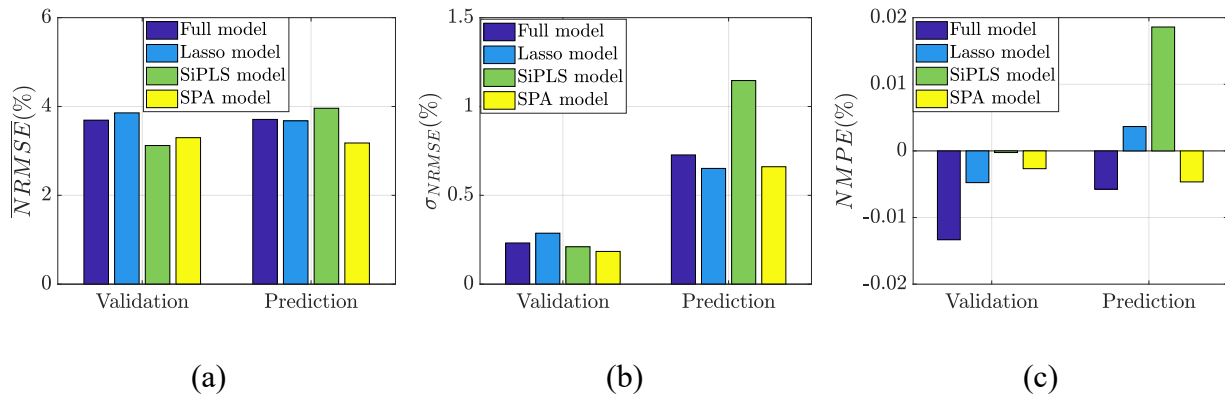 6
4
2
0
NRMSE(%)
Full model
Lasso model
SiPLS model
SPA model
Validation
Prediction
(a)
1.5
1
0.5
0
σNRMSE(%)
Full model
Lasso model
SiPLS model
SPA model
Validation
Prediction
(b)
0.02
0.01
0
-0.01
-0.02
NMPE(%)
Full model
Lasso model
SiPLS model
SPA model
Validation
Prediction
(c)